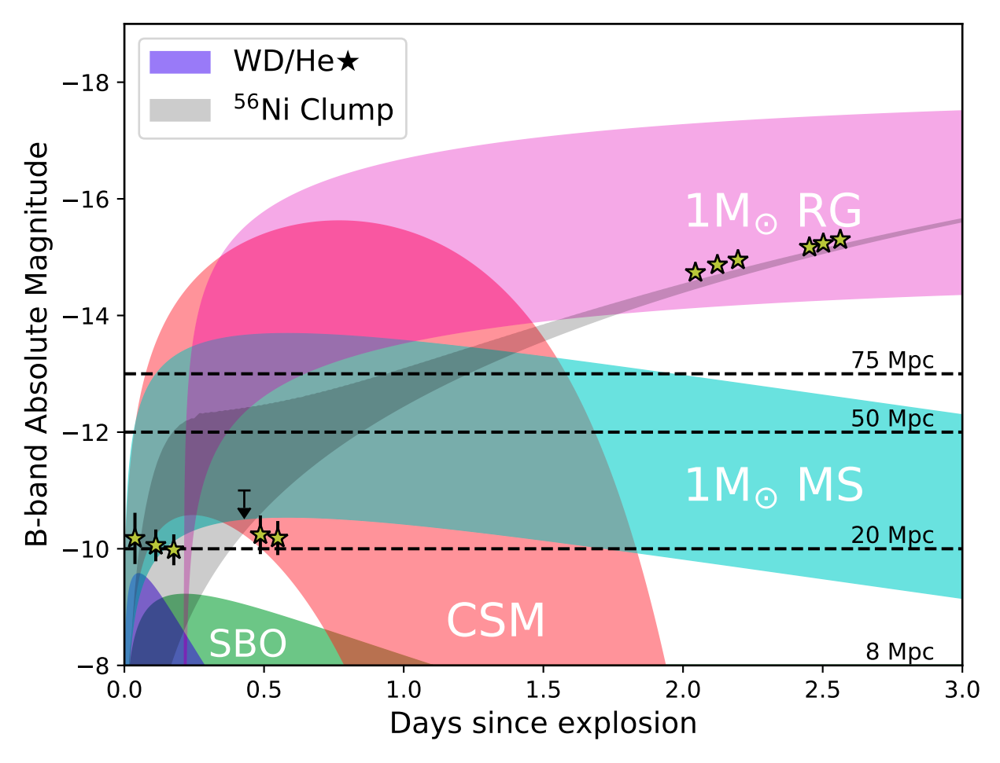 WD/He★
⁵⁶Ni Clump
−18
−16
−14
−12
−10
−8
B-band Absolute Magnitude
1M⊙ RG
75 Mpc
50 Mpc
1M⊙ MS
20 Mpc
CSM
SBO
8 Mpc
0.0 0.5 1.0 1.5 2.0 2.5 3.0
Days since explosion